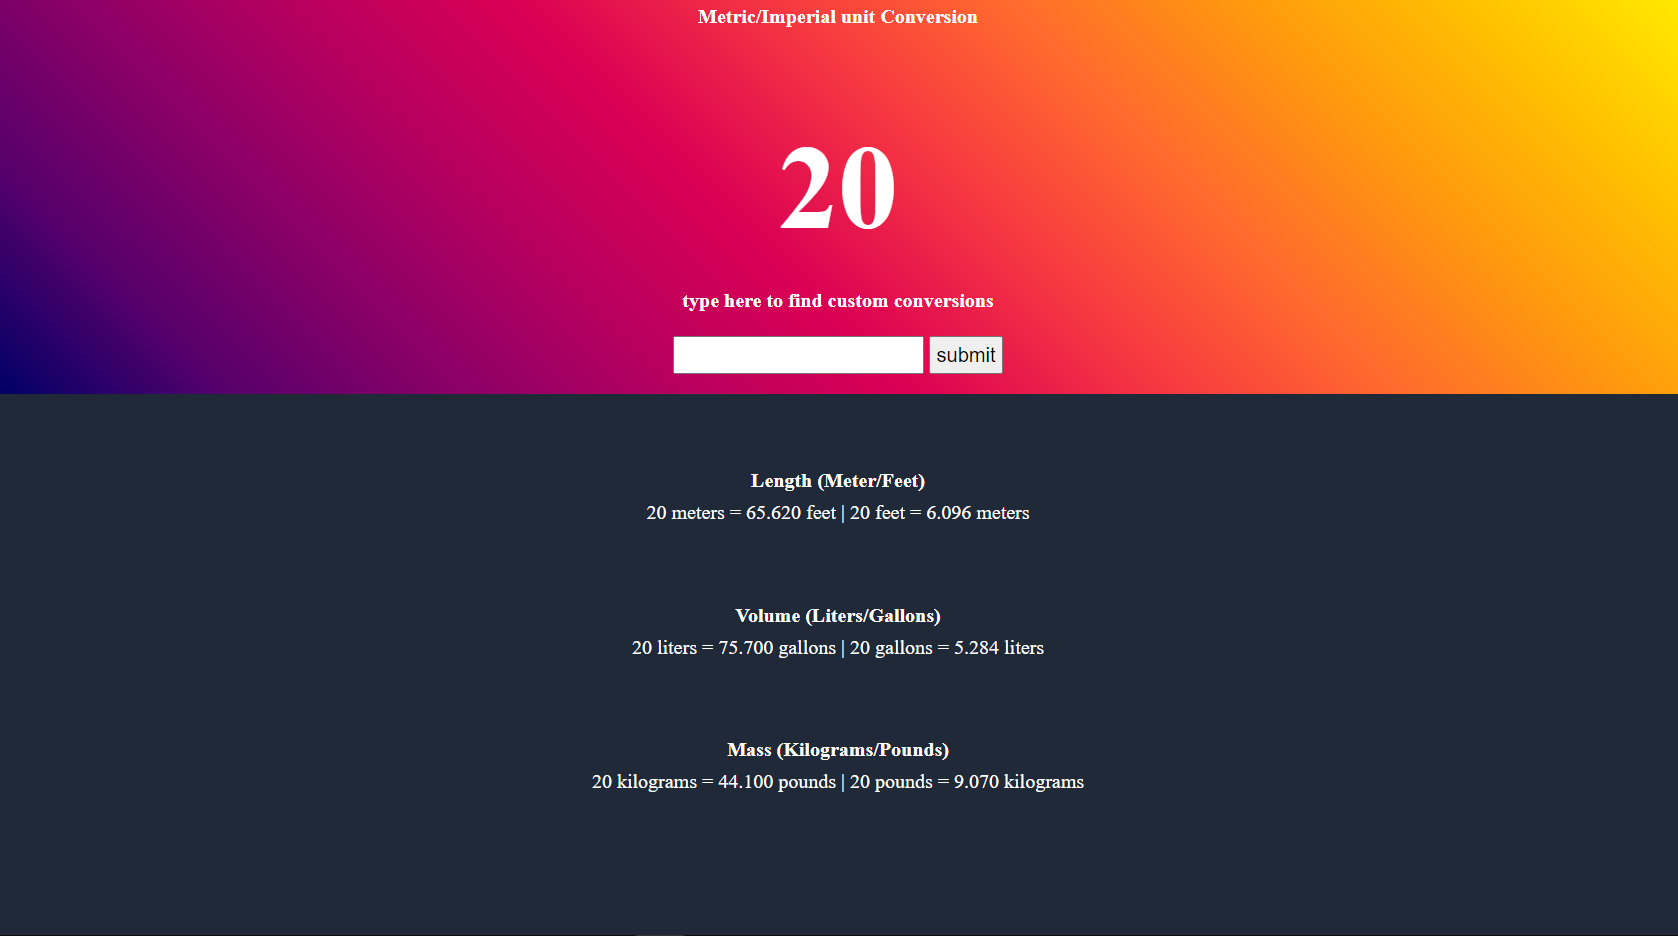 Metric/Imperial unit Conversion
20
type here to find custom conversions
submit
Length (Meter/Feet)
20 meters = 65.620 feet | 20 feet = 6.096 meters
Volume (Liters/Gallons)
20 liters = 75.700 gallons | 20 gallons = 5.284 liters
Mass (Kilograms/Pounds)
20 kilograms = 44.100 pounds | 20 pounds = 9.070 kilograms